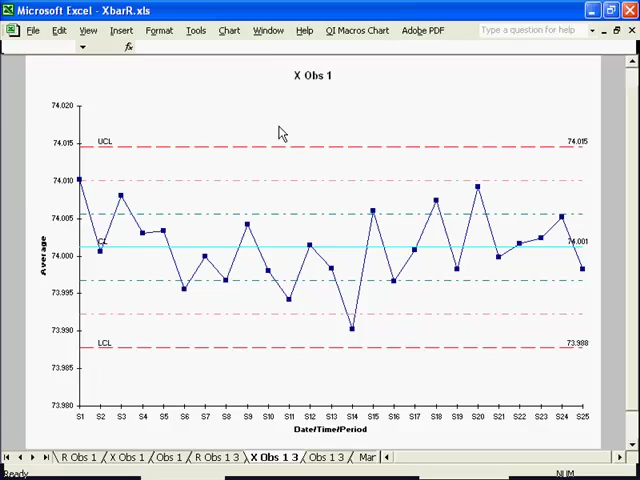 Microsoft Excel - XbarR.xls
File Edit View Insert Format Tools Chart Window Help QI Macros Chart Adobe PDF Type a question for help
fx
X Obs 1
74.020
UCL 74.015
74.015
74.010
74.005
CL 74.001
74.000
73.995
73.990
LCL 73.988
73.985
73.980
Average
S1 S2 S3 S4 S5 S6 S7 S8 S9 S10 S11 S12 S13 S14 S15 S16 S17 S18 S19 S20 S21 S22 S23 S24 S25
Date/Time/Period
R Obs 1 X Obs 1 Obs 1 R Obs 1 3 X Obs 1 3 Obs 1 3 Mar
Ready NUM